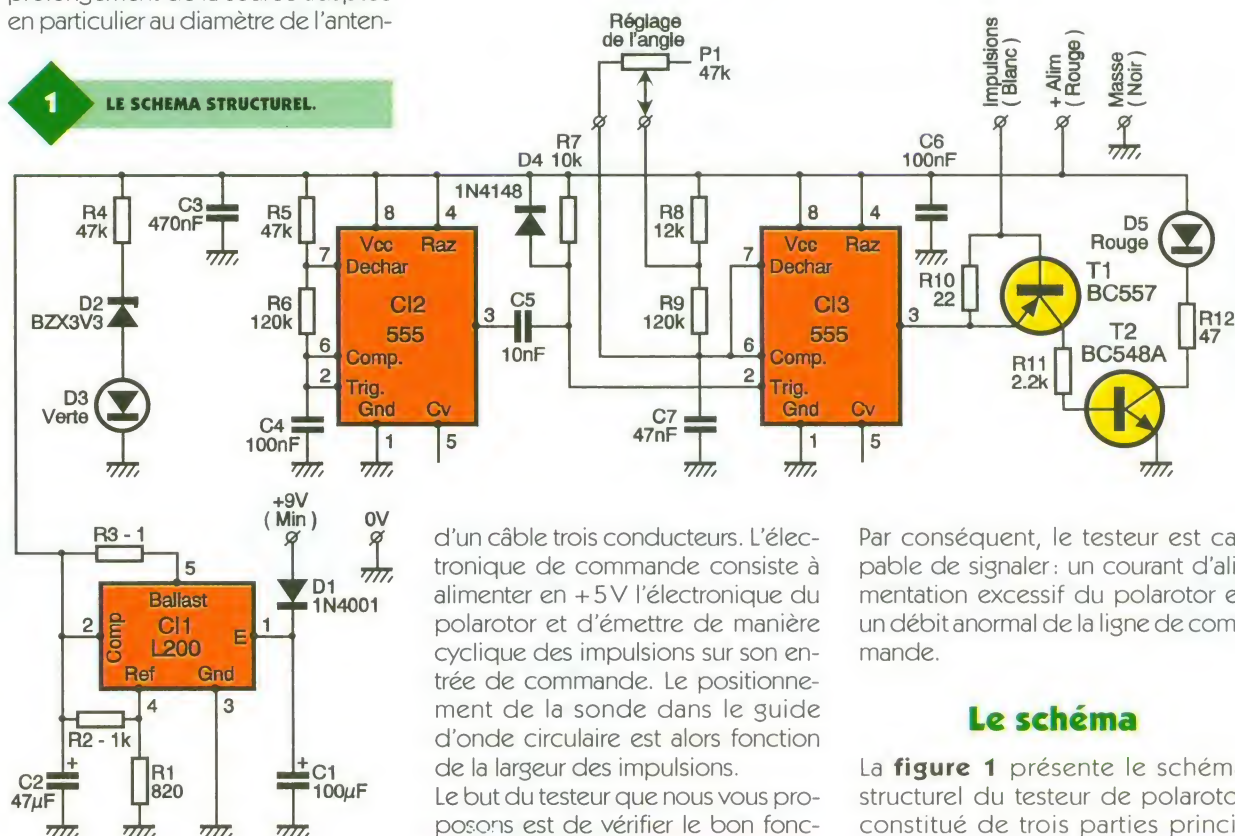 en particulier au diamètre de l'anten-
1
LE SCHEMA STRUCTUREL.
Réglage
de l'angle
P1
47k
Impulsions
( Blanc )
+ Alim
( Rouge )
Masse
( Noir )
R4
47k
C3
470nF
R5
47k
8
4
Vcc
Raz
7
Dechar
CI2
555
3
6
Comp.
2
Trig.
Gnd
Cv
1
5
R6
120k
C4
100nF
D2
BZX3V3
D3
Verte
D4
1N4148
R7
10k
C5
10nF
R8
12k
R9
120k
C7
47nF
8
4
Vcc
Raz
7
Dechar
CI3
555
3
6
Comp.
2
Trig.
Gnd
Cv
1
5
C6
100nF
R10
22
T1
BC557
T2
BC548A
R11
2.2k
D5
Rouge
R12
47
R3 - 1
5
Ballast
CI1
L200
2
Comp
E
1
Ref
Gnd
4
3
R2 - 1k
C2
47µF
+
R1
820
+9V
( Min )
0V
D1
1N4001
+
C1
100µF
d'un câble trois conducteurs. L'élec-
tronique de commande consiste à
alimenter en +5V l'électronique du
polarotor et d'émettre de manière
cyclique des impulsions sur son en-
trée de commande. Le positionne-
ment de la sonde dans le guide
d'onde circulaire est alors fonction
de la largeur des impulsions.
Le but du testeur que nous vous pro-
posons est de vérifier le bon fonc-
Par conséquent, le testeur est ca-
pable de signaler : un courant d'ali-
mentation excessif du polarotor e
un débit anormal de la ligne de com-
mande.
Le schéma
La figure 1 présente le schéma
structurel du testeur de polarotor
constitué de trois parties princi